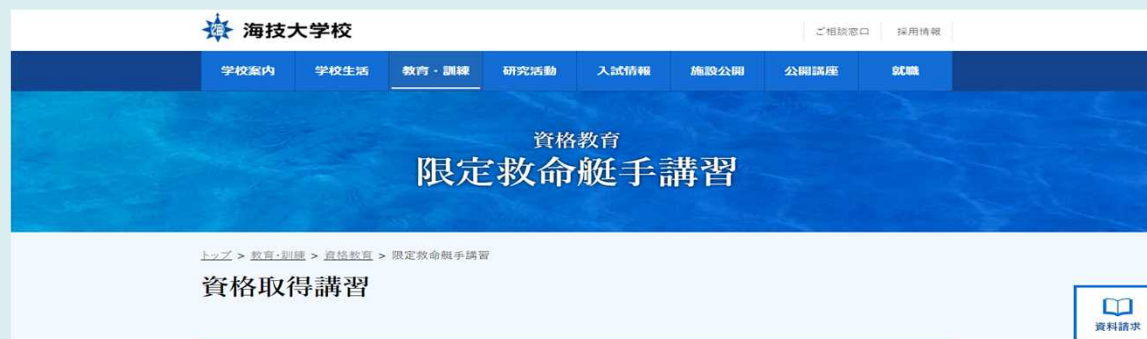 海技大学校
ご相談窓口 採用情報
学校案内 学校生活 教育・訓練 研究活動 入試情報 施設公開 公開講座 就職
資格教育
限定救命艇手講習
トップ > 教育・訓練 > 資格教育 > 限定救命艇手講習
資格取得講習
資料請求